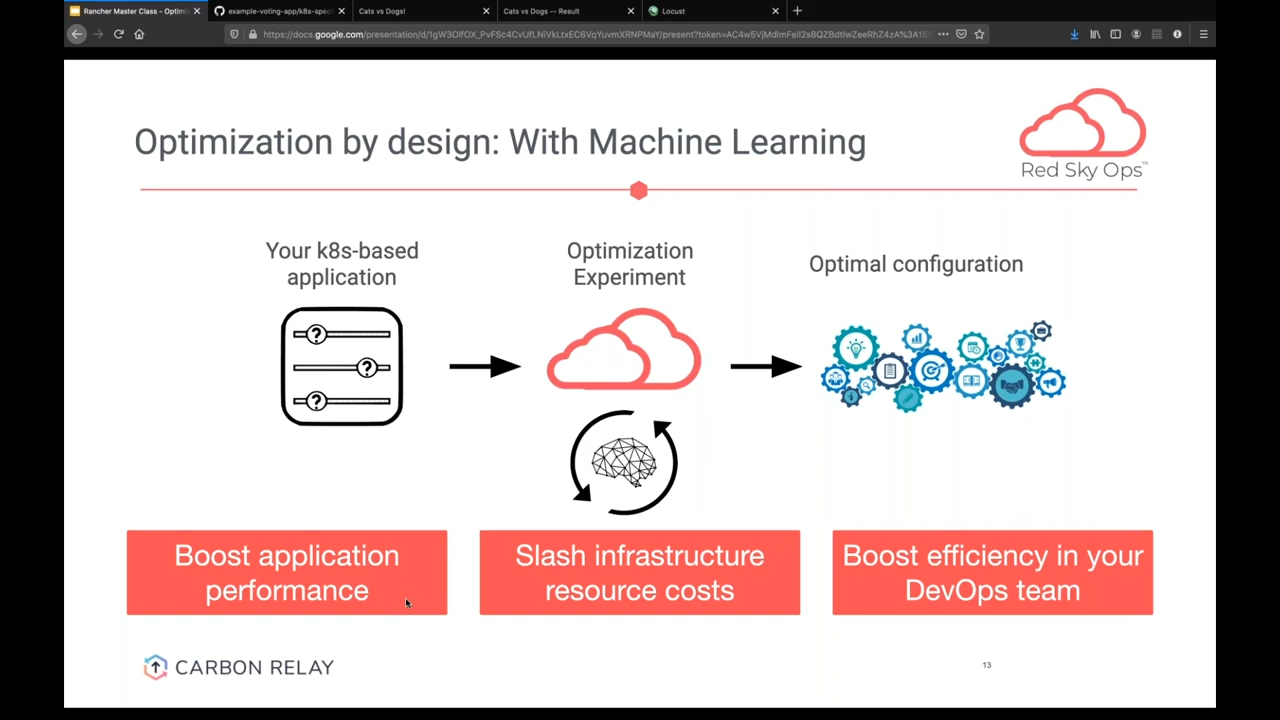 Rancher Master Class - Optimi
example-voting-app/k8s-speci
Cats vs Dogs!
Cats vs Dogs -- Result
Locust
Optimization by design: With Machine Learning
Red Sky Ops™
Your k8s-based
application
Optimization
Experiment
Optimal configuration
?
?
?
Boost application
performance
Slash infrastructure
resource costs
Boost efficiency in your
DevOps team
CARBON RELAY
13